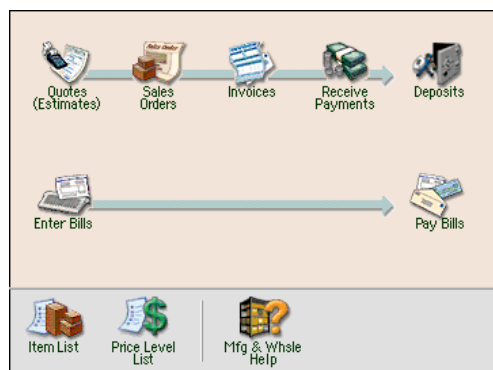 Quotes
(Estimates)
Sales
Orders
Invoices
Receive
Payments
Deposits
Enter Bills
Pay Bills
Item List
Price Level
List
Mfg & Whsle
Help